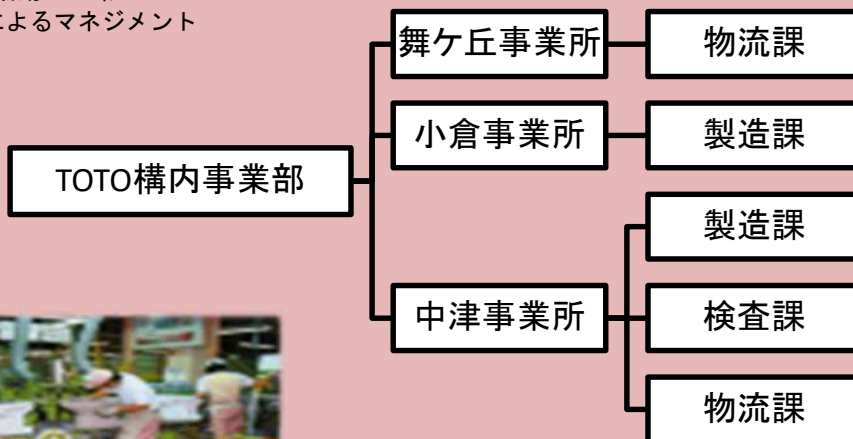 によるマネジメント
舞ケ丘事業所
物流課
小倉事業所
製造課
TOTO構内事業部
製造課
中津事業所
検査課
物流課